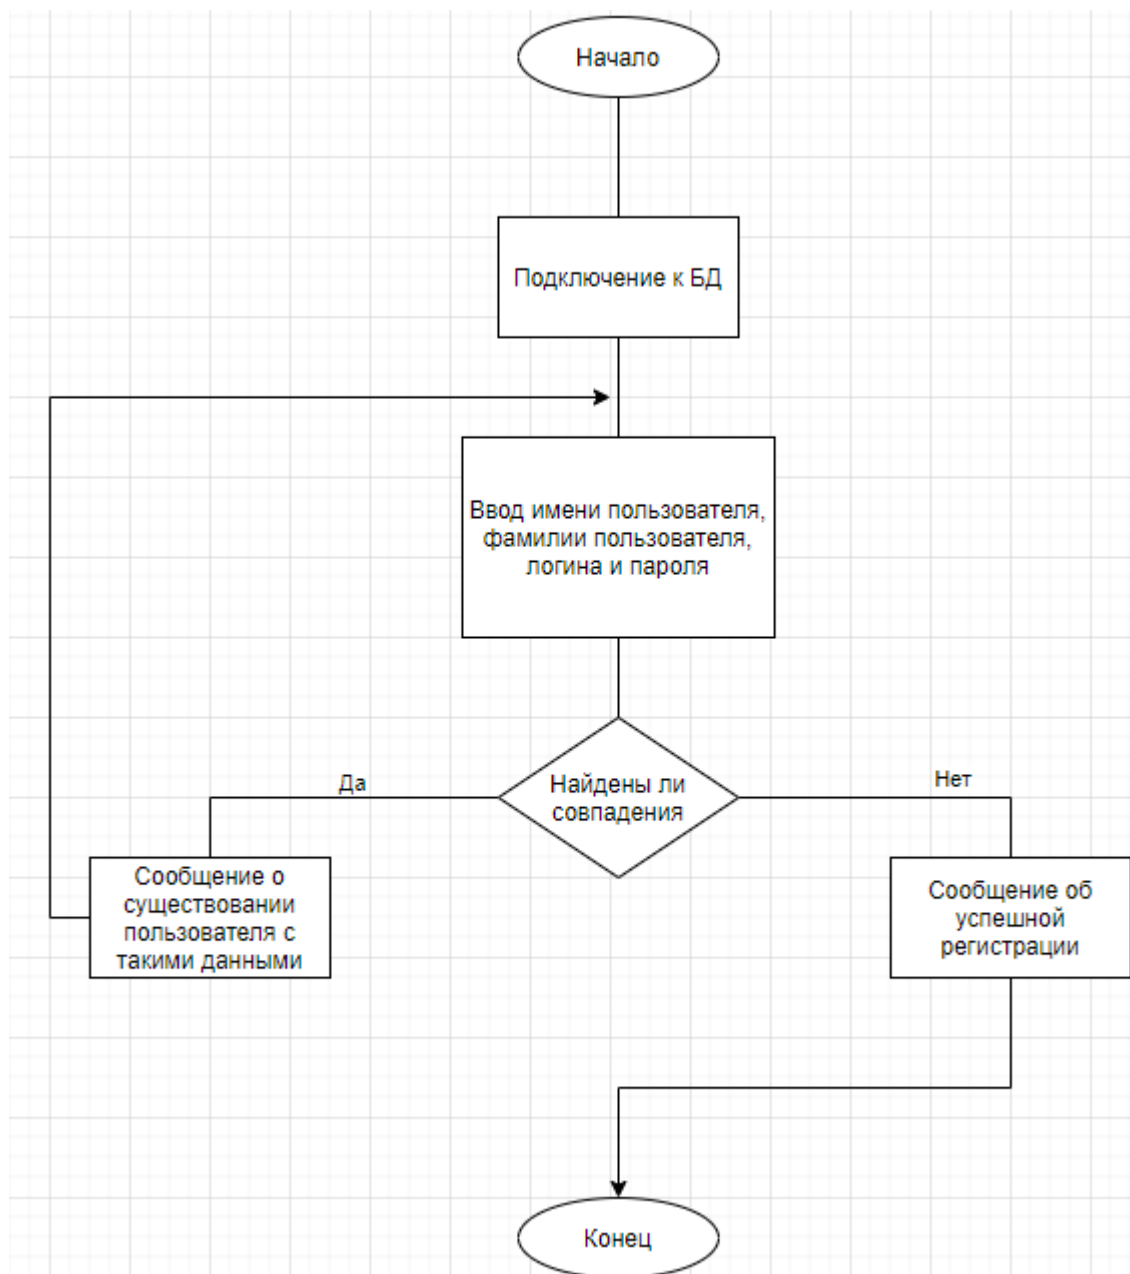 Начало
Подключение к БД
Ввод имени пользователя,
фамилии пользователя,
логина и пароля
Найдены ли
совпадения
Да
Нет
Сообщение о
существовании
пользователя с
такими данными
Сообщение об
успешной
регистрации
Конец